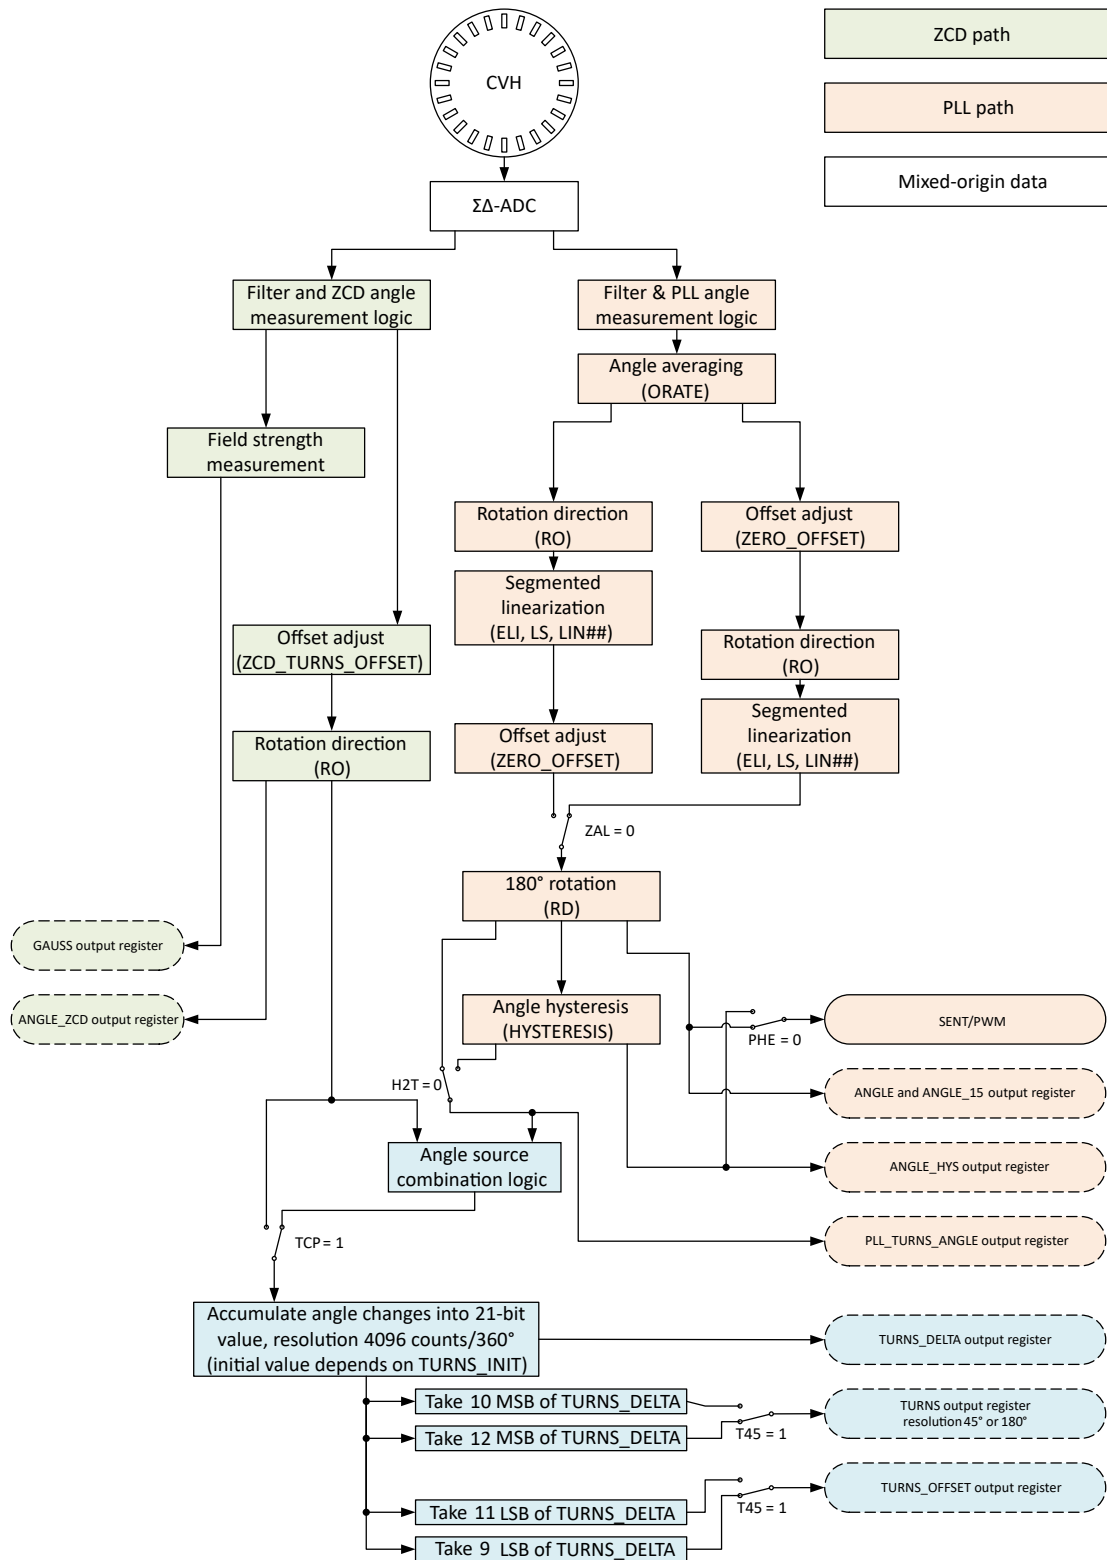 CVH
ZCD path
PLL path
Mixed-origin data
ΣΔ-ADC
Filter and ZCD angle
measurement logic
Filter & PLL angle
measurement logic
Angle averaging
(ORATE)
Field strength
measurement
Rotation direction
(RO)
Offset adjust
(ZERO_OFFSET)
Segmented
linearization
(ELI, LS, LIN##)
Offset adjust
(ZCD_TURNS_OFFSET)
Rotation direction
(RO)
Rotation direction
(RO)
Offset adjust
(ZERO_OFFSET)
Segmented
linearization
(ELI, LS, LIN##)
ZAL = 0
180° rotation
(RD)
GAUSS output register
ANGLE_ZCD output register
Angle hysteresis
(HYSTERESIS)
SENT/PWM
PHE = 0
H2T = 0
ANGLE and ANGLE_15 output register
Angle source
combination logic
ANGLE_HYS output register
TCP = 1
PLL_TURNS_ANGLE output register
Accumulate angle changes into 21-bit
value, resolution 4096 counts/360°
(initial value depends on TURNS_INIT)
TURNS_DELTA output register
Take 10 MSB of TURNS_DELTA
Take 12 MSB of TURNS_DELTA
T45 = 1
TURNS output register
resolution 45° or 180°
Take 11 LSB of TURNS_DELTA
Take 9 LSB of TURNS_DELTA
T45 = 1
TURNS_OFFSET output register